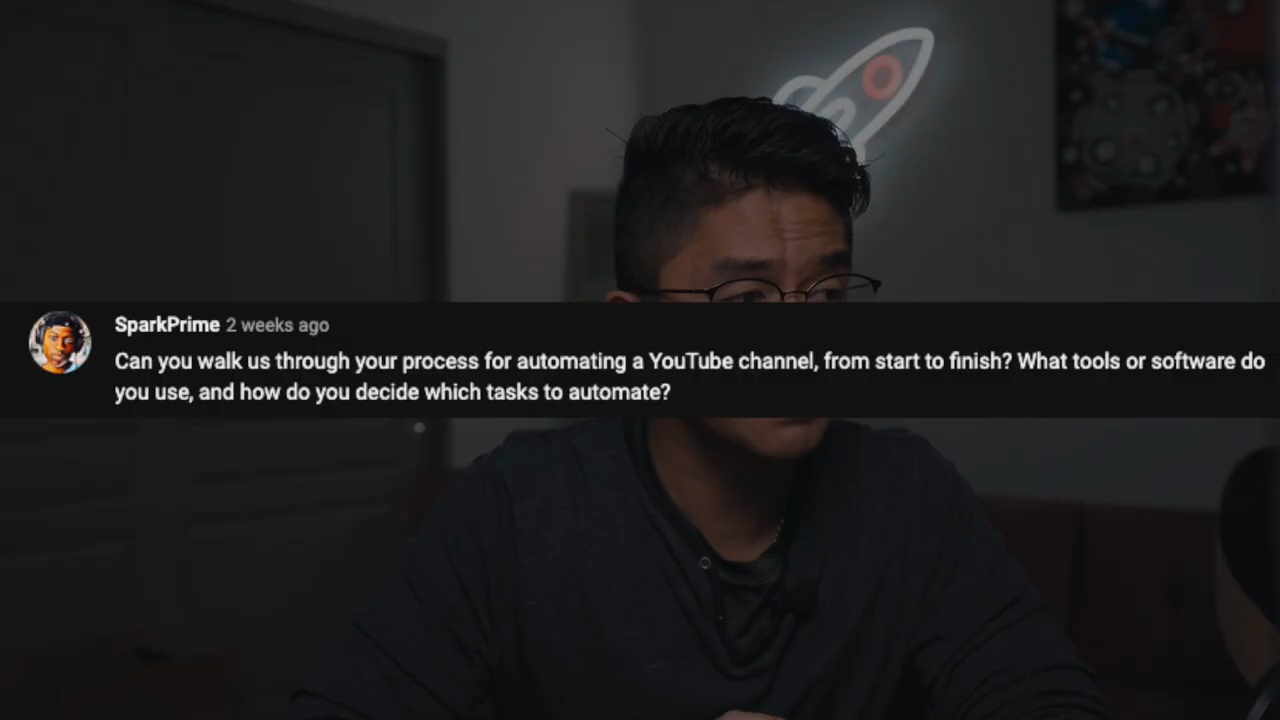 SparkPrime 2 weeks ago
Can you walk us through your process for automating a YouTube channel, from start to finish? What tools or software do
you use, and how do you decide which tasks to automate?